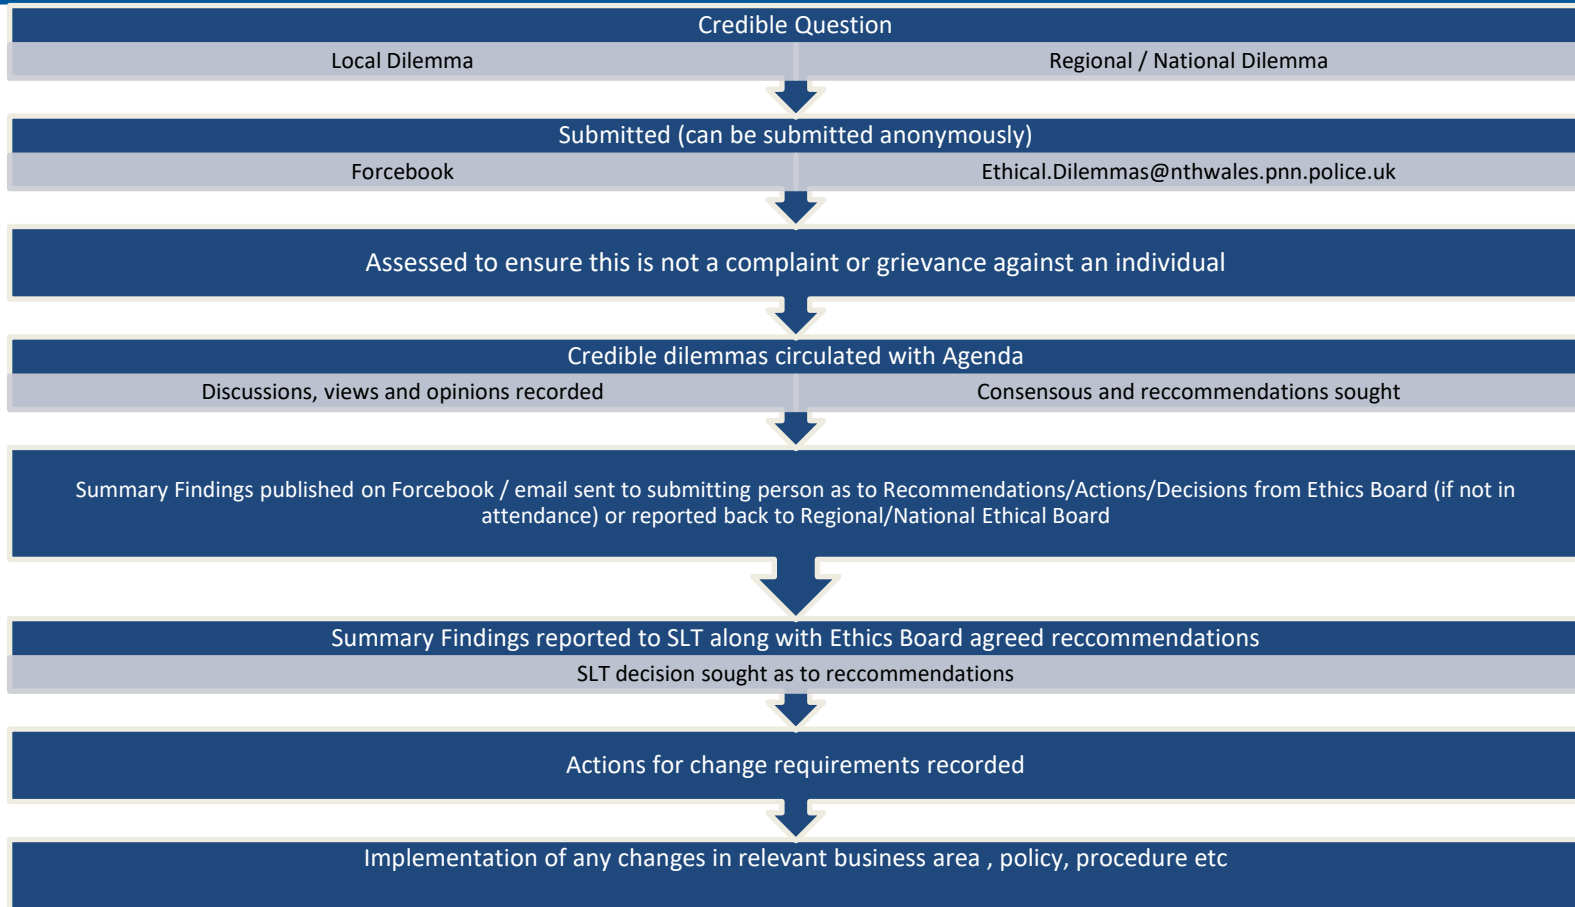 Credible Question
Local Dilemma
Regional / National Dilemma
Submitted (can be submitted anonymously)
Forcebook
Ethical.Dilemmas@nthwales.pnn.police.uk
Assessed to ensure this is not a complaint or grievance against an individual
Credible dilemmas circulated with Agenda
Discussions, views and opinions recorded
Consensous and reccommendations sought
Summary Findings published on Forcebook / email sent to submitting person as to Recommendations/Actions/Decisions from Ethics Board (if not in
attendance) or reported back to Regional/National Ethical Board
Summary Findings reported to SLT along with Ethics Board agreed reccommendations
SLT decision sought as to reccommendations
Actions for change requirements recorded
Implementation of any changes in relevant business area , policy, procedure etc